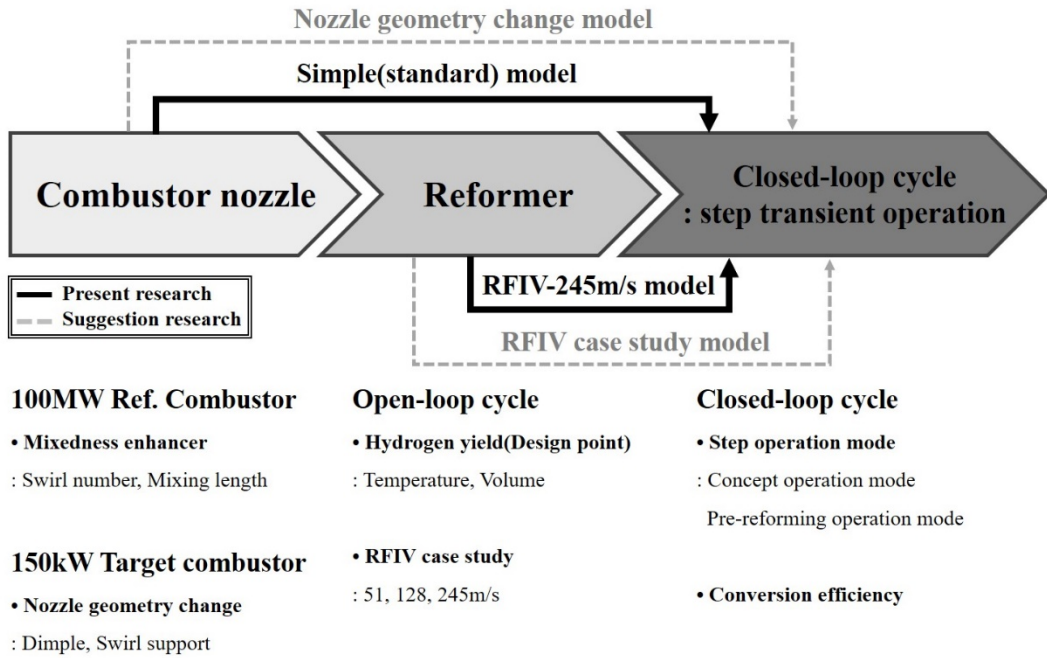 Nozzle geometry change model
Simple(standard) model
Combustor nozzle
Reformer
Closed-loop cycle
: step transient operation
Present research
Suggestion research
RFIV-245m/s model
RFIV case study model
100MW Ref. Combustor
• Mixedness enhancer
: Swirl number, Mixing length
150kW Target combustor
• Nozzle geometry change
: Dimple, Swirl support
Open-loop cycle
• Hydrogen yield(Design point)
: Temperature, Volume
• RFIV case study
: 51, 128, 245m/s
Closed-loop cycle
• Step operation mode
: Concept operation mode
Pre-reforming operation mode
• Conversion efficiency